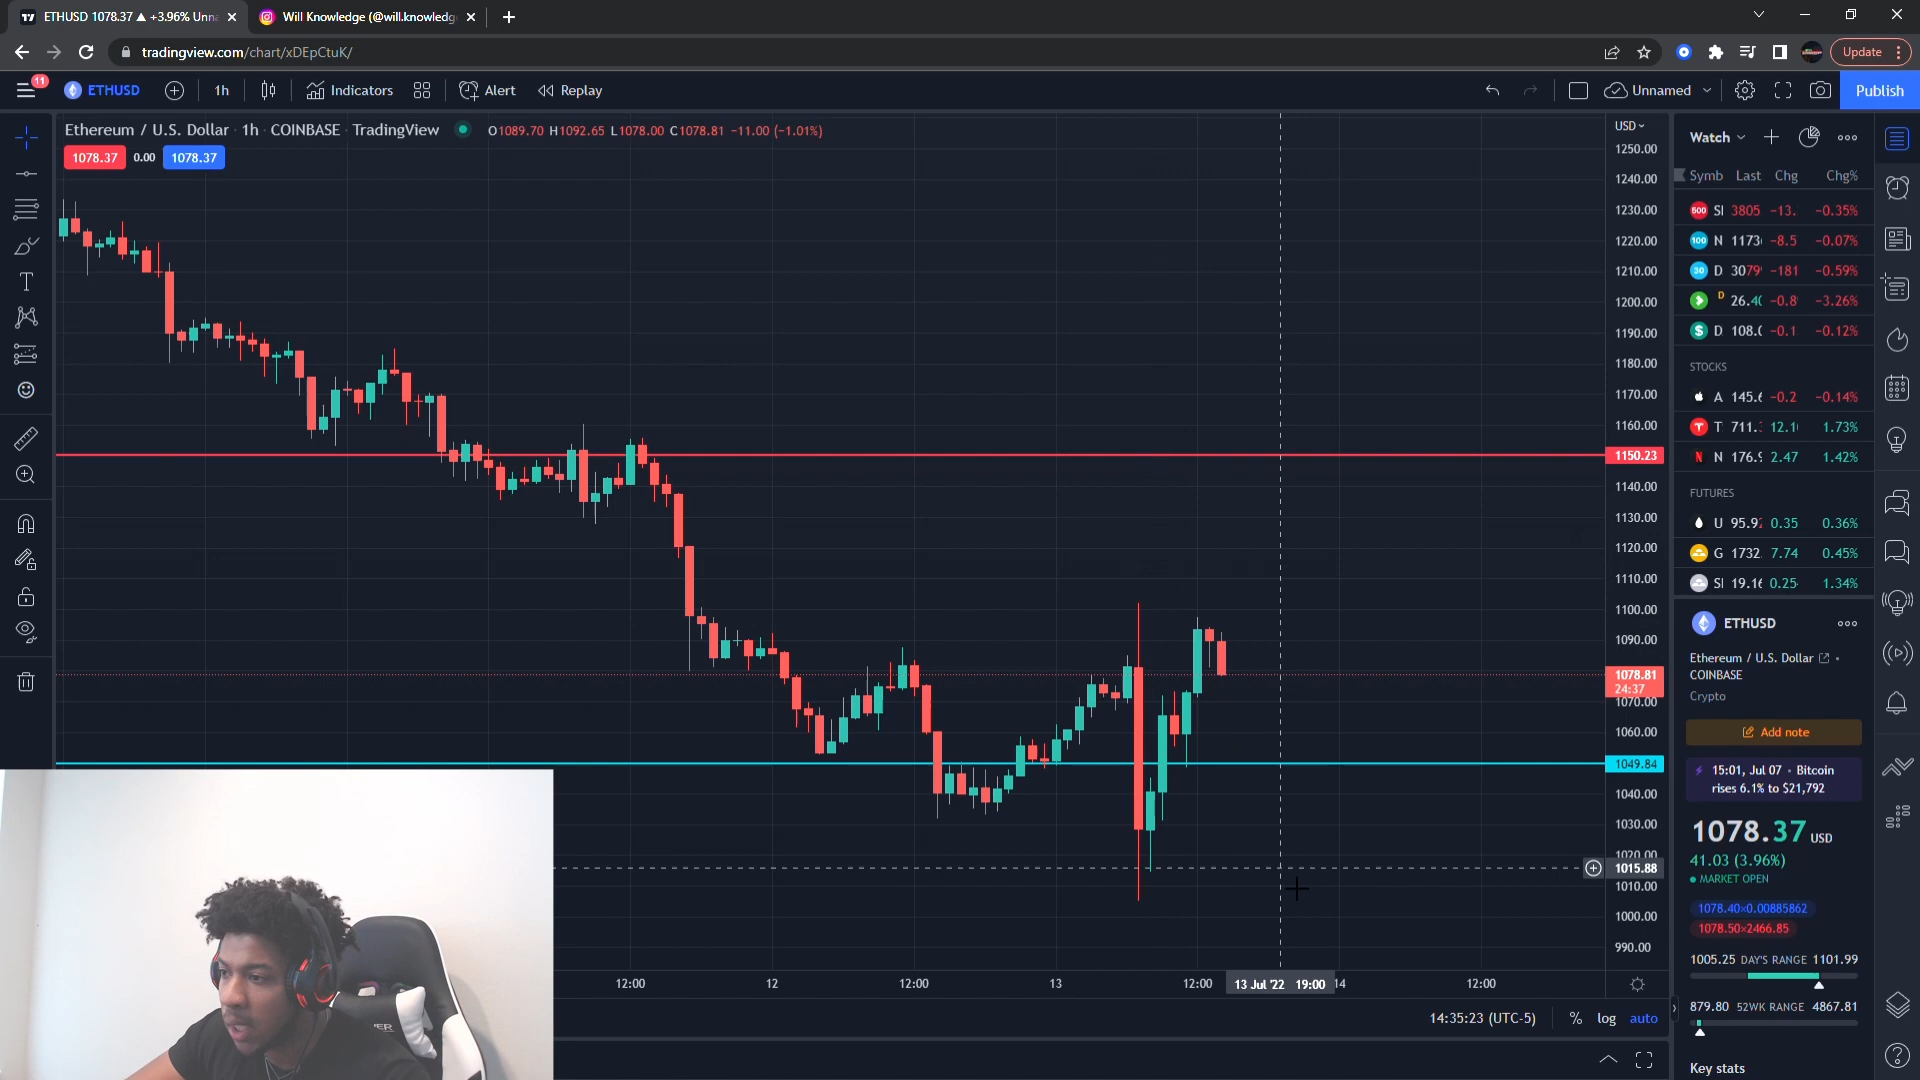 ETHUSD 1078.37 ▲ +3.96% Unna
Will Knowledge (@will.knowledg
tradingview.com/chart/xDEpCtuK/
Update
11
ETHUSD
1h
Indicators
Alert
Replay
Unnamed
Publish
Ethereum / U.S. Dollar · 1h · COINBASE · TradingView
O1089.70 H1092.65 L1078.00 C1078.81 −11.00 (−1.01%)
1078.37
0.00
1078.37
USD
1250.00
1240.00
1230.00
1220.00
1210.00
1200.00
1190.00
1180.00
1170.00
1160.00
1150.23
1140.00
1130.00
1120.00
1110.00
1100.00
1090.00
1078.81
24:37
1070.00
1060.00
1049.84
1040.00
1030.00
1020.00
1015.88
1010.00
1000.00
990.00
12:00
12
12:00
13
12:00
13 Jul '22 19:00
14
12:00
14:35:23 (UTC-5)
%
log
auto
Watch
Symb Last Chg Chg%
500 SI 3805 −13. −0.35%
100 N 1173 −8.5 −0.07%
30 D 3079 −181 −0.59%
D 26.4 −0.8 −3.26%
D 108.0 −0.1 −0.12%
STOCKS
A 145.6 −0.2 −0.14%
T 711. 12.1 1.73%
N 176.9 2.47 1.42%
FUTURES
U 95.9 0.35 0.36%
G 1732. 7.74 0.45%
SI 19.16 0.25 1.34%
ETHUSD
Ethereum / U.S. Dollar •
COINBASE
Crypto
Add note
15:01, Jul 07 • Bitcoin
rises 6.1% to $21,792
1078.37 USD
41.03 (3.96%)
MARKET OPEN
1078.40×0.00885862
1078.50×2466.85
1005.25 DAY'S RANGE 1101.99
879.80 52WK RANGE 4867.81
Key stats